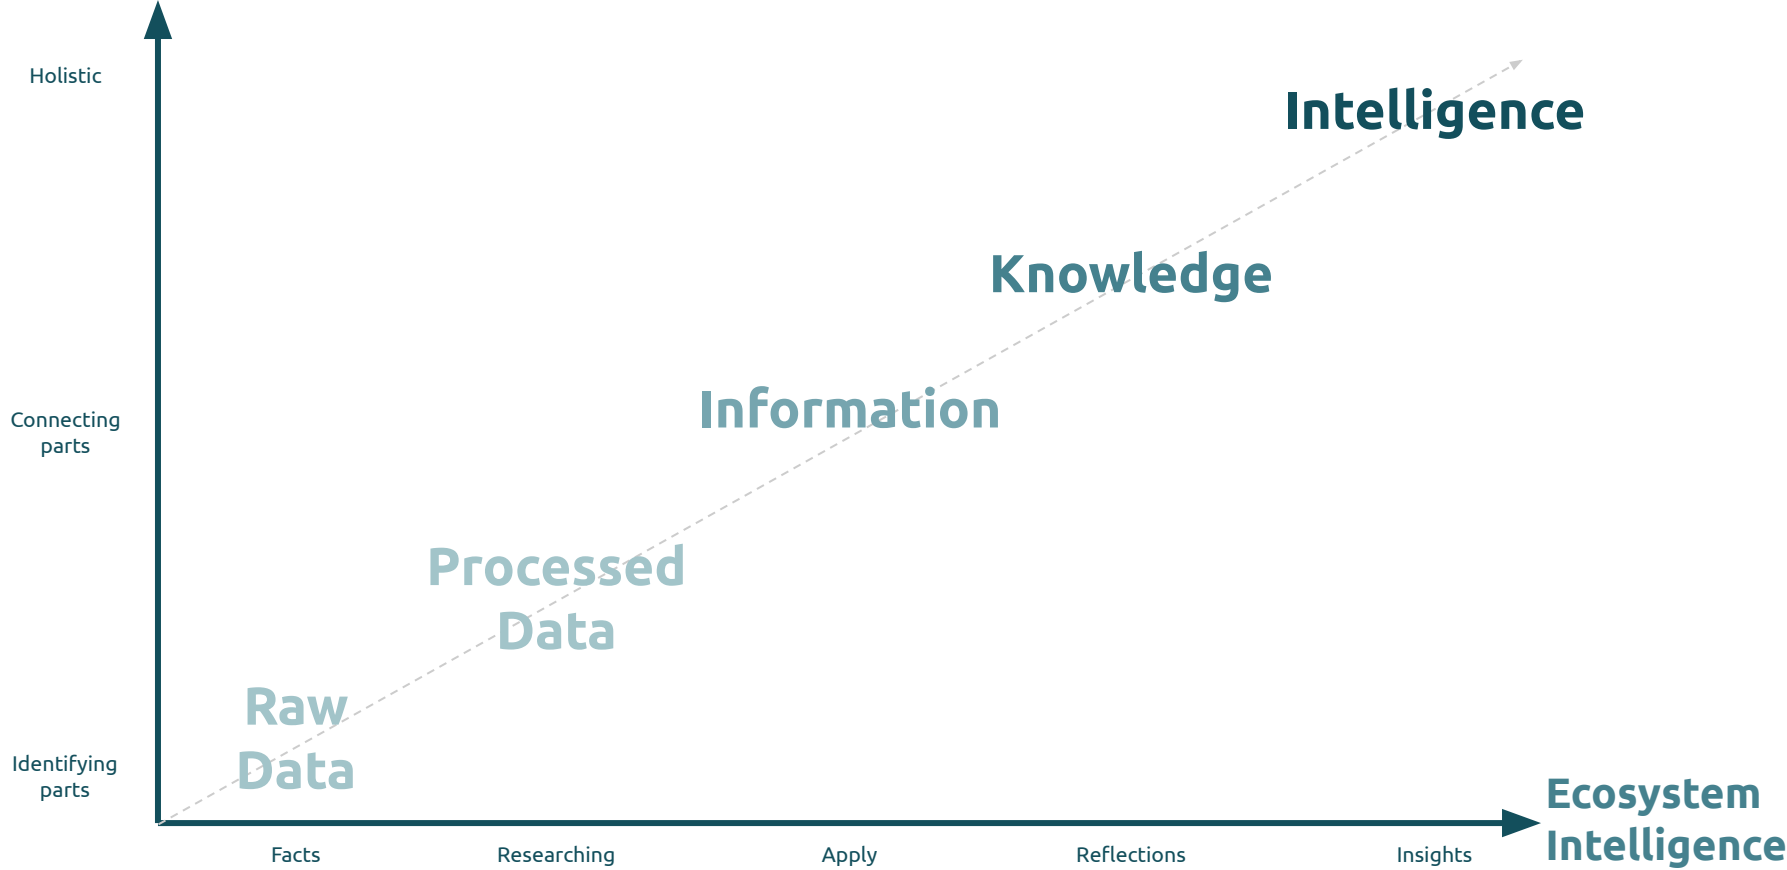 Holistic
Intelligence
Knowledge
Information
Connecting
parts
Processed
Data
Raw
Data
Identifying
parts
Ecosystem
Intelligence
Facts
Researching
Apply
Reflections
Insights